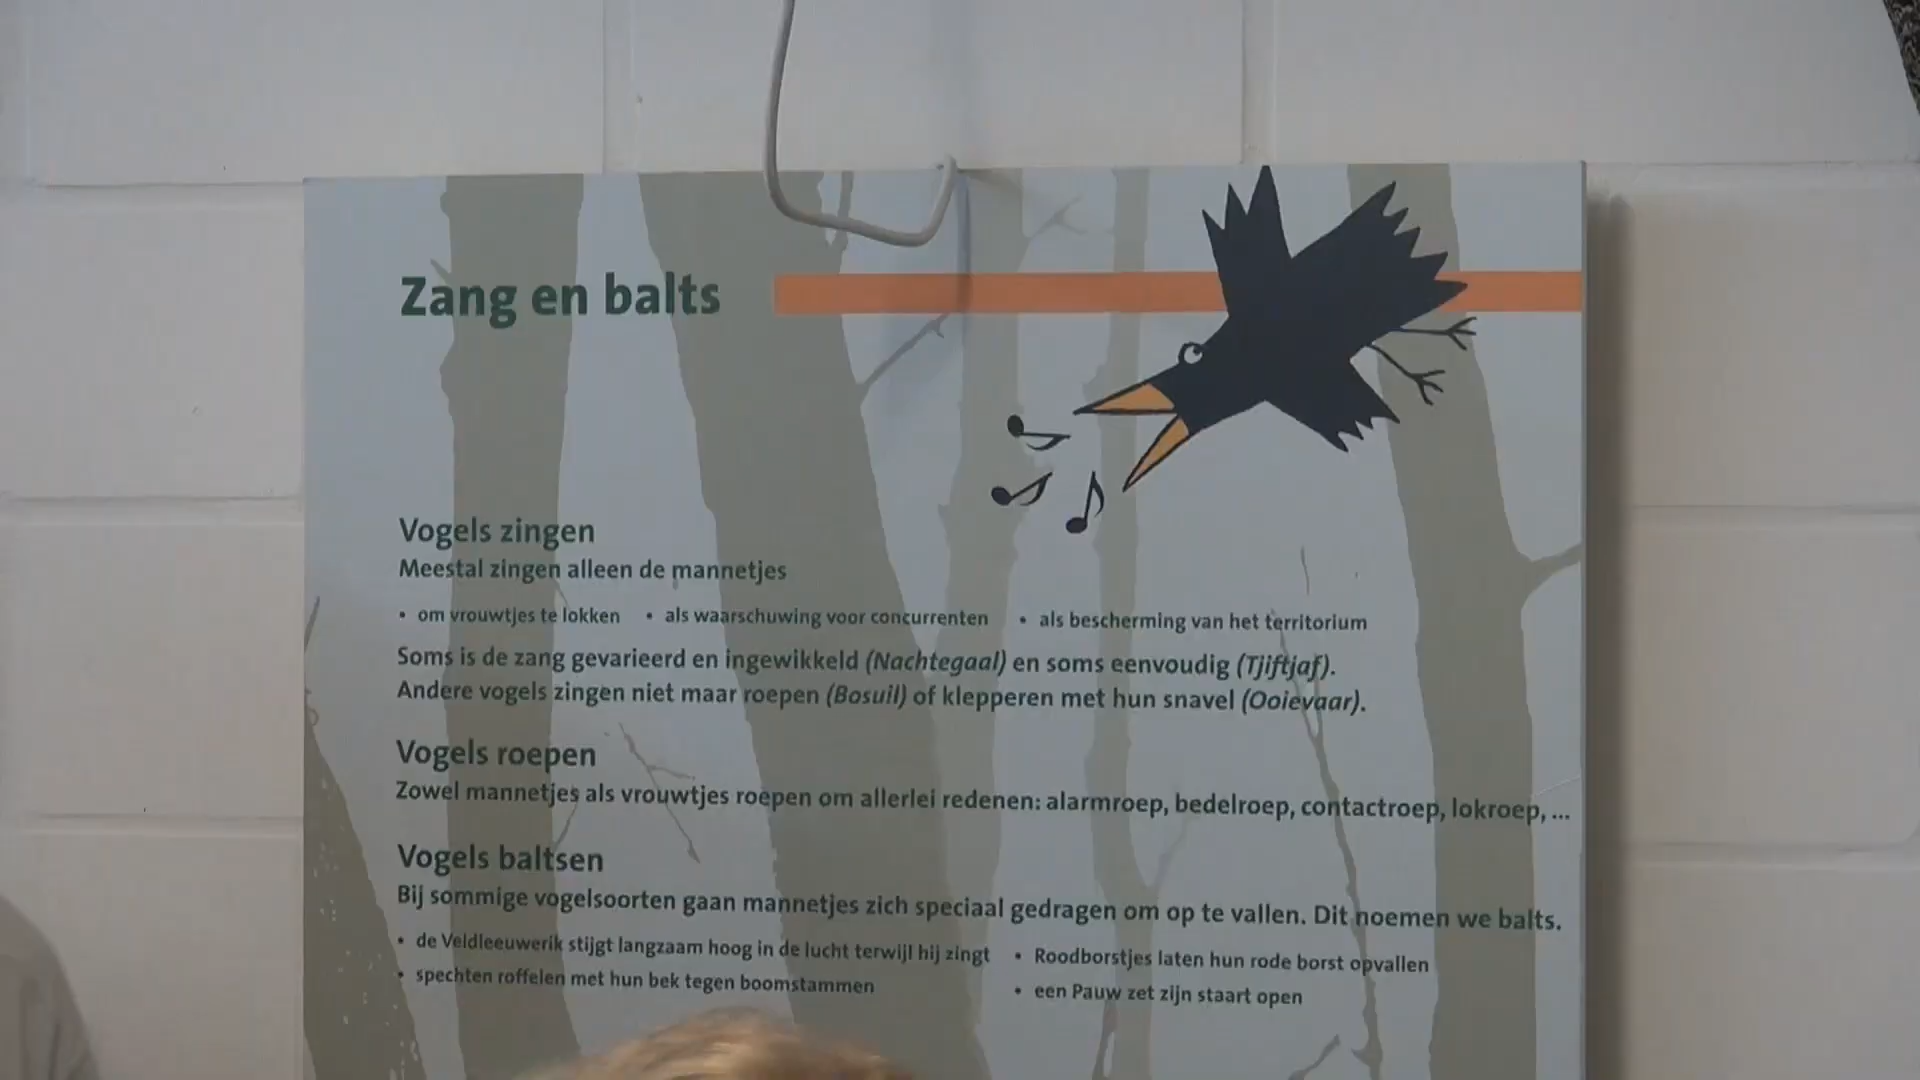 Zang en balts
Vogels zingen
Meestal zingen alleen de mannetjes
• om vrouwtjes te lokken • als waarschuwing voor concurrenten • als bescherming van het territorium
Soms is de zang gevarieerd en ingewikkeld (Nachtegaal) en soms eenvoudig (Tjiftjaf).
Andere vogels zingen niet maar roepen (Bosuil) of klepperen met hun snavel (Ooievaar).
Vogels roepen
Zowel mannetjes als vrouwtjes roepen om allerlei redenen: alarmroep, bedelroep, contactroep, lokroep, ...
Vogels baltsen
Bij sommige vogelsoorten gaan mannetjes zich speciaal gedragen om op te vallen. Dit noemen we balts.
• de Veldleeuwerik stijgt langzaam hoog in de lucht terwijl hij zingt
• spechten roffelen met hun bek tegen boomstammen
• Roodborstjes laten hun rode borst opvallen
• een Pauw zet zijn staart open